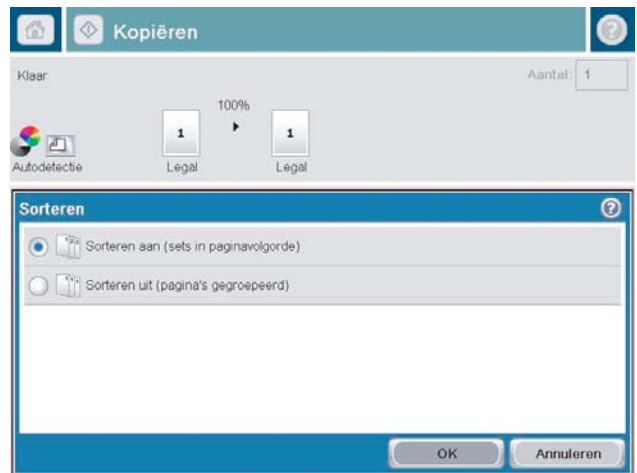 Kopiëren
Klaar
Aantal: 1
100%
1 1
Autodetectie Legal Legal
Sorteren
Sorteren aan (sets in paginavolgorde)
Sorteren uit (pagina's gegroepeerd)
OK Annuleren